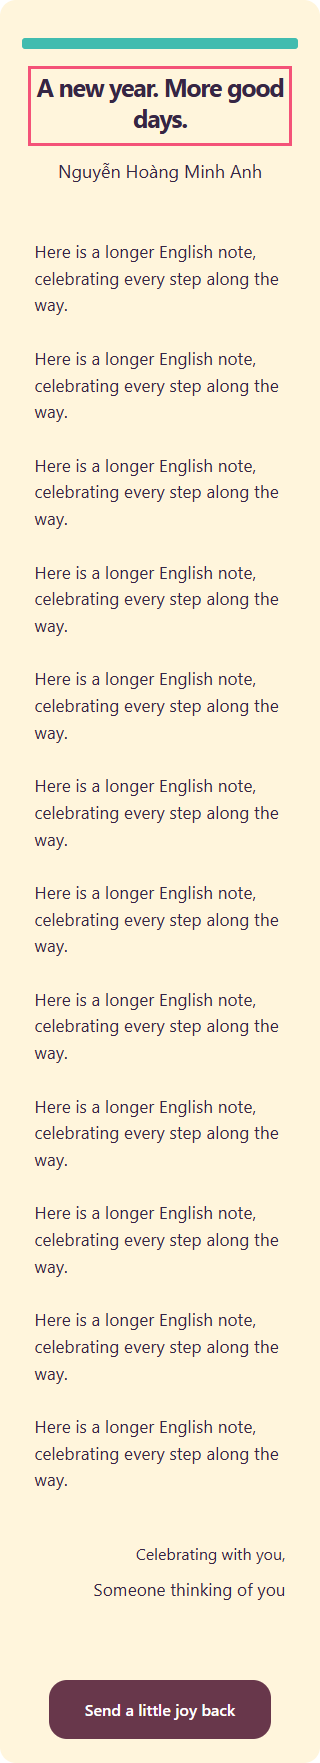 A new year. More good
days.
Nguyễn Hoàng Minh Anh
Here is a longer English note,
celebrating every step along the
way.
Here is a longer English note,
celebrating every step along the
way.
Here is a longer English note,
celebrating every step along the
way.
Here is a longer English note,
celebrating every step along the
way.
Here is a longer English note,
celebrating every step along the
way.
Here is a longer English note,
celebrating every step along the
way.
Here is a longer English note,
celebrating every step along the
way.
Here is a longer English note,
celebrating every step along the
way.
Here is a longer English note,
celebrating every step along the
way.
Here is a longer English note,
celebrating every step along the
way.
Here is a longer English note,
celebrating every step along the
way.
Here is a longer English note,
celebrating every step along the
way.
Celebrating with you,
Someone thinking of you
Send a little joy back